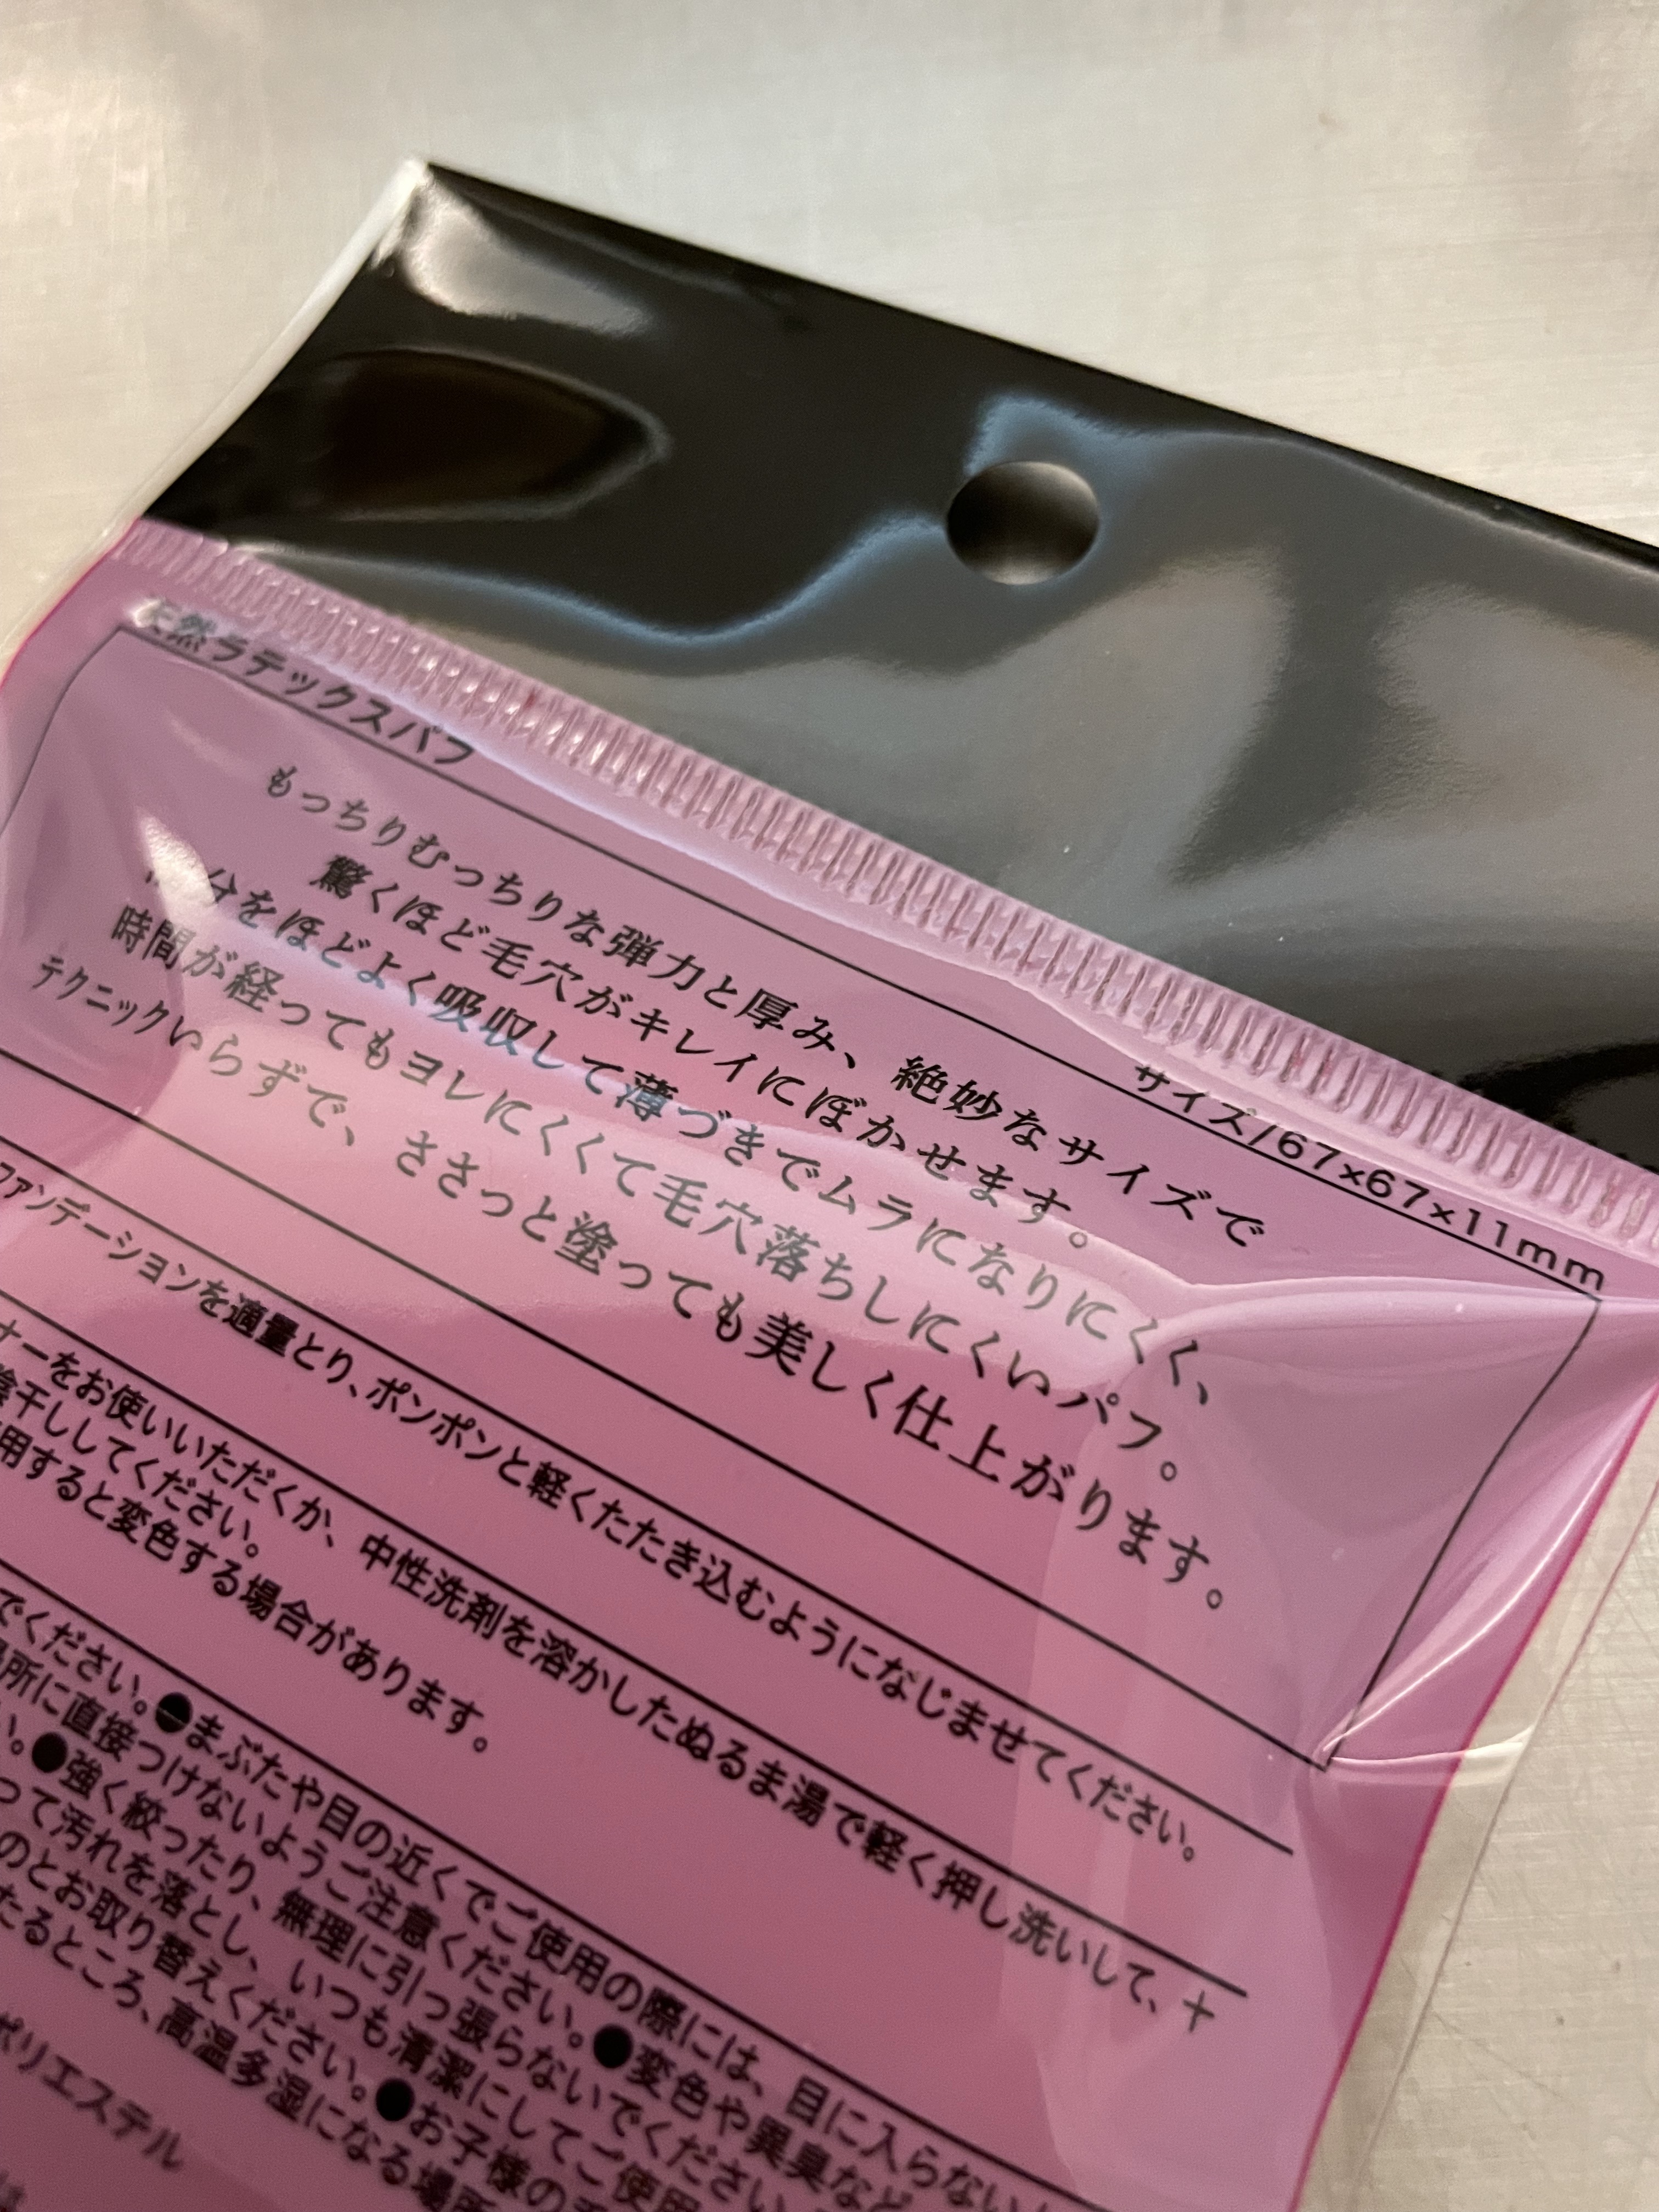 天然ラテックスパフ
サイズ/67×67×11mm
もっちりむっちりな弾力と厚み、絶妙なサイズで
驚くほど毛穴がキレイにぼかせます。
分をほどよく吸収して薄づきでムラになりにくく、
時間が経ってもヨレにくくて毛穴落ちしにくいパフ。
テクニックいらずで、ささっと塗っても美しく仕上がります。
ファンデーションを適量とり、ポンポンと軽くたたき込むようになじませてください。
ナーをお使いいただくか、中性洗剤を溶かしたぬるま湯で軽く押し洗いして、十
陰干ししてください。
用すると変色する場合があります。
でください。●まぶたや目の近くでご使用の際には、目に入らない
場所に直接つけないようご注意ください。●変色や異臭など
い。●強く絞ったり、無理に引っ張らないでください
って汚れを落とし、いつも清潔にしてご使用
のとお取り替えください。●お子様の手
たるところ、高温多湿になる場所
ポリエステル